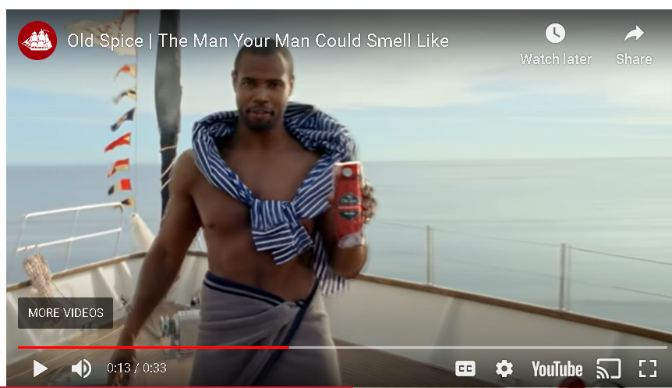 Old Spice | The Man Your Man Could Smell Like
Watch later
Share
MORE VIDEOS
0:13 / 0:33
CC
YouTube